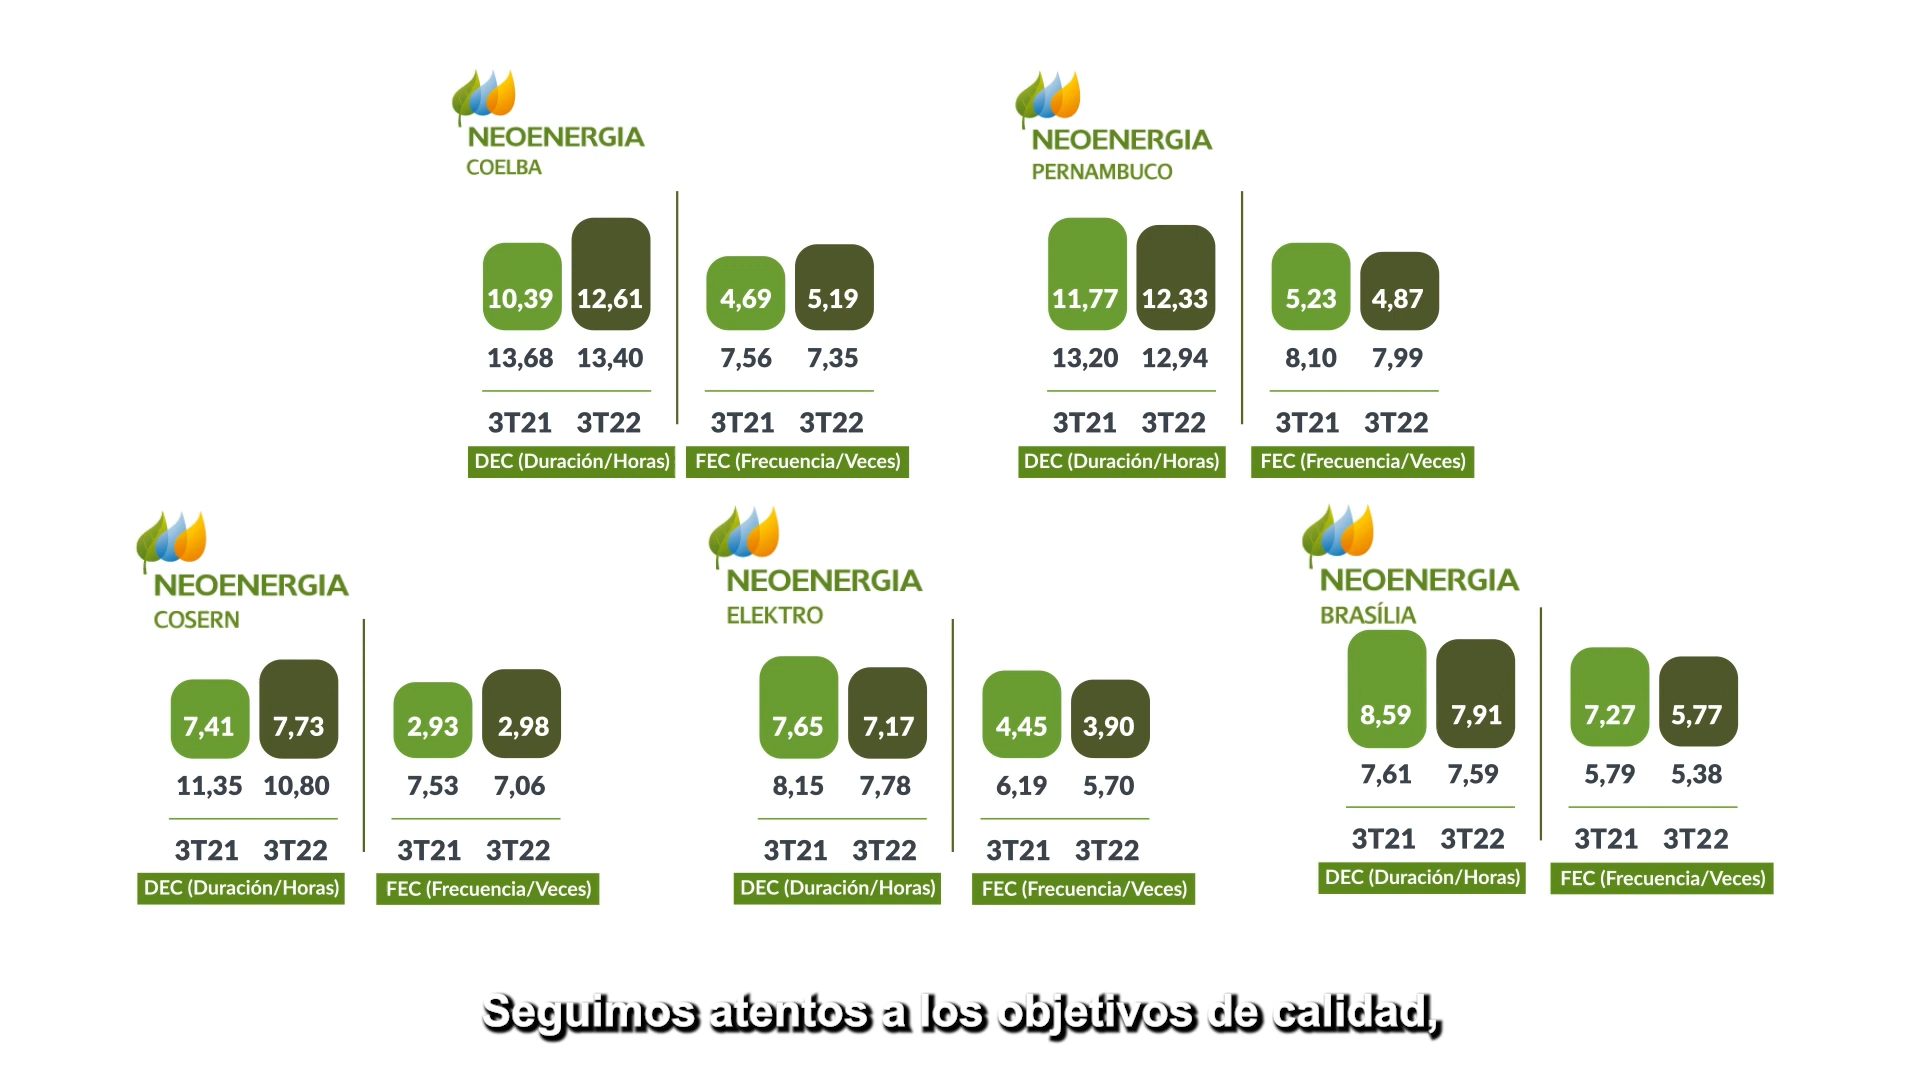 NEOENERGIA
COELBA
10,39 12,61 4,69 5,19
13,68 13,40 7,56 7,35
3T21 3T22 3T21 3T22
DEC (Duración/Horas) FEC (Frecuencia/Veces)
NEOENERGIA
PERNAMBUCO
11,77 12,33 5,23 4,87
13,20 12,94 8,10 7,99
3T21 3T22 3T21 3T22
DEC (Duración/Horas) FEC (Frecuencia/Veces)
NEOENERGIA
COSERN
7,41 7,73 2,93 2,98
11,35 10,80 7,53 7,06
3T21 3T22 3T21 3T22
DEC (Duración/Horas) FEC (Frecuencia/Veces)
NEOENERGIA
ELEKTRO
7,65 7,17 4,45 3,90
8,15 7,78 6,19 5,70
3T21 3T22 3T21 3T22
DEC (Duración/Horas) FEC (Frecuencia/Veces)
NEOENERGIA
BRASÍLIA
8,59 7,91 7,27 5,77
7,61 7,59 5,79 5,38
3T21 3T22 3T21 3T22
DEC (Duración/Horas) FEC (Frecuencia/Veces)
Seguimos atentos a los objetivos de calidad,